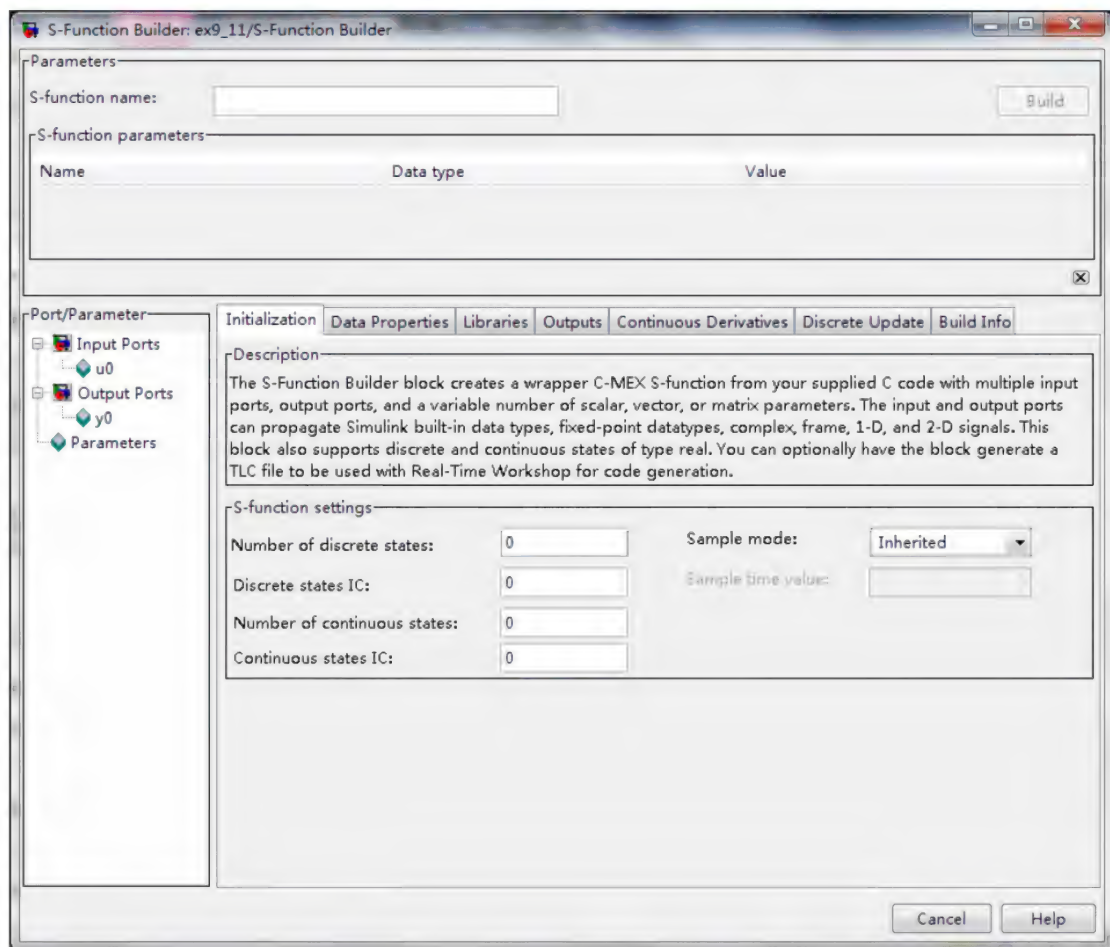 S-Function Builder: ex9_11/S-Function Builder
Parameters
S-function name:
Build
S-function parameters
Name Data type Value
Port/Parameter
Input Ports
u0
Output Ports
y0
Parameters
Initialization Data Properties Libraries Outputs Continuous Derivatives Discrete Update Build Info
Description
The S-Function Builder block creates a wrapper C-MEX S-function from your supplied C code with multiple input
ports, output ports, and a variable number of scalar, vector, or matrix parameters. The input and output ports
can propagate Simulink built-in data types, fixed-point datatypes, complex, frame, 1-D, and 2-D signals. This
block also supports discrete and continuous states of type real. You can optionally have the block generate a
TLC file to be used with Real-Time Workshop for code generation.
S-function settings
Number of discrete states: 0 Sample mode: Inherited
Discrete states IC: 0 Sample time value:
Number of continuous states: 0
Continuous states IC: 0
Cancel Help